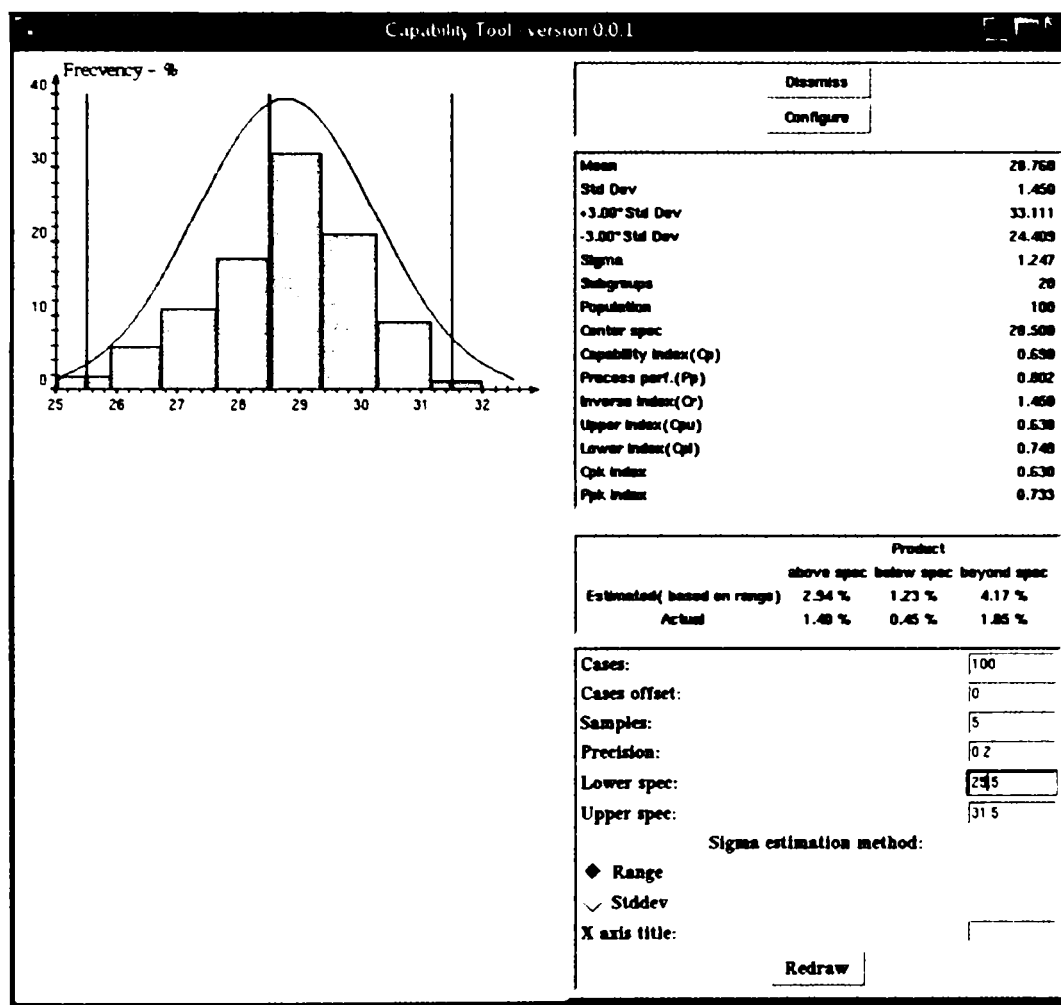 Capability Tool - version 0.0.1
Frecvency - %
40
30
20
10
0
25 26 27 28 29 30 31 32
Dissmiss
Configure
Mean 28.760
Std Dev 1.450
+3.00*Std Dev 33.111
-3.00*Std Dev 24.409
Sigma 1.247
Subgroups 20
Population 100
Center spec 28.500
Capability index(Cp) 0.690
Process perf.(Pp) 0.802
Inverse index(Cr) 1.450
Upper index(Cpu) 0.630
Lower index(Cpl) 0.748
Cpk index 0.630
Ppk index 0.733
Product
above spec below spec beyond spec
Estimated( based on range) 2.94 % 1.23 % 4.17 %
Actual 1.40 % 0.45 % 1.85 %
Cases: 100
Cases offset: 0
Samples: 5
Precision: 0.2
Lower spec: 25.5
Upper spec: 31.5
Sigma estimation method:
Range
Stddev
X axis title:
Redraw